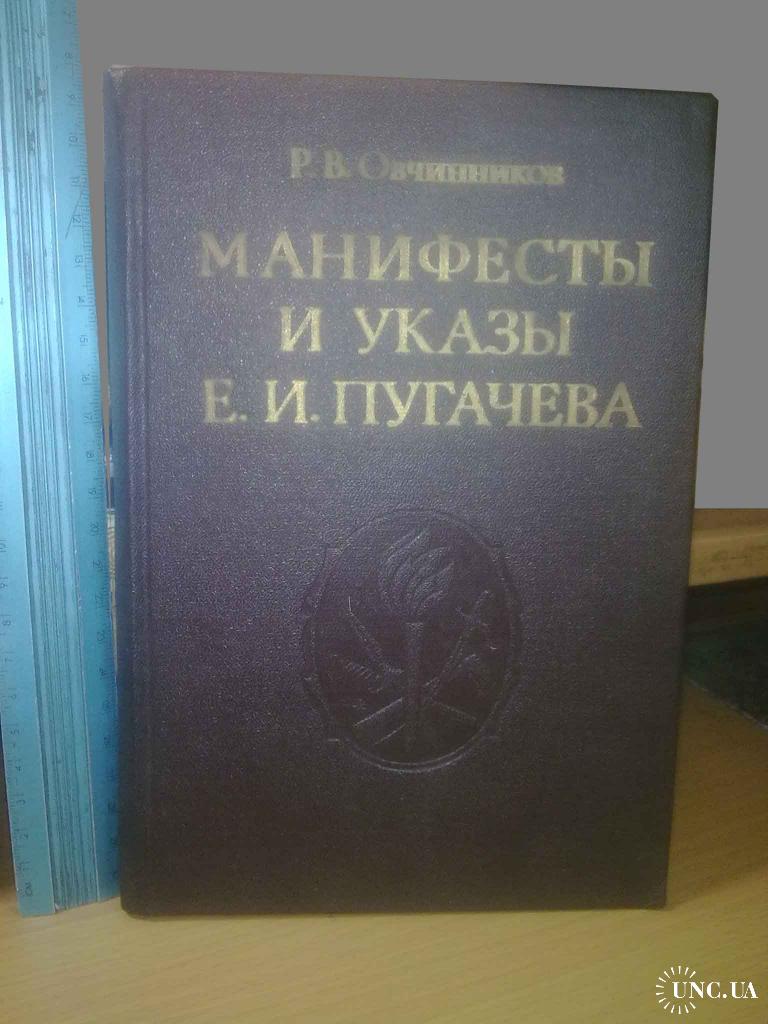 Р. В. Овчинников
МАНИФЕСТЫ
И УКАЗЫ
Е. И. ПУГАЧЕВА
UNC.UA